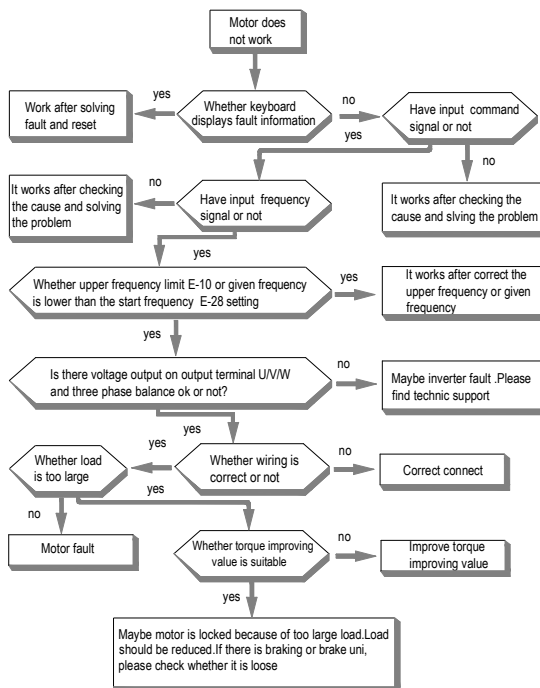 Motor does
not work
yes
Whether keyboard
displays fault information
no
Work after solving
fault and reset
Have input command
signal or not
yes
no
It works after checking
the cause and solving
the problem
no
Have input frequency
signal or not
It works after checking the
cause and slving the problem
yes
Whether upper frequency limit E-10 or given frequency
is lower than the start frequency E-28 setting
yes
It works after correct the
upper frequency or given
frequency
yes
Is there voltage output on output terminal U/V/W
and three phase balance ok or not?
no
Maybe inverter fault .Please
find technic support
yes
Whether load
is too large
yes
Whether wiring is
correct or not
no
Correct connect
yes
no
Motor fault
Whether torque improving
value is suitable
no
Improve torque
improving value
yes
Maybe motor is locked because of too large load.Load
should be reduced.If there is braking or brake uni,
please check whether it is loose